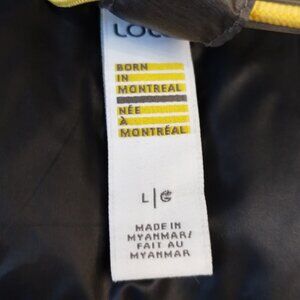 BORN
IN
MONTREAL
NÉE
À
MONTRÉAL
L | G
MADE IN
MYANMAR/
FAIT AU
MYANMAR